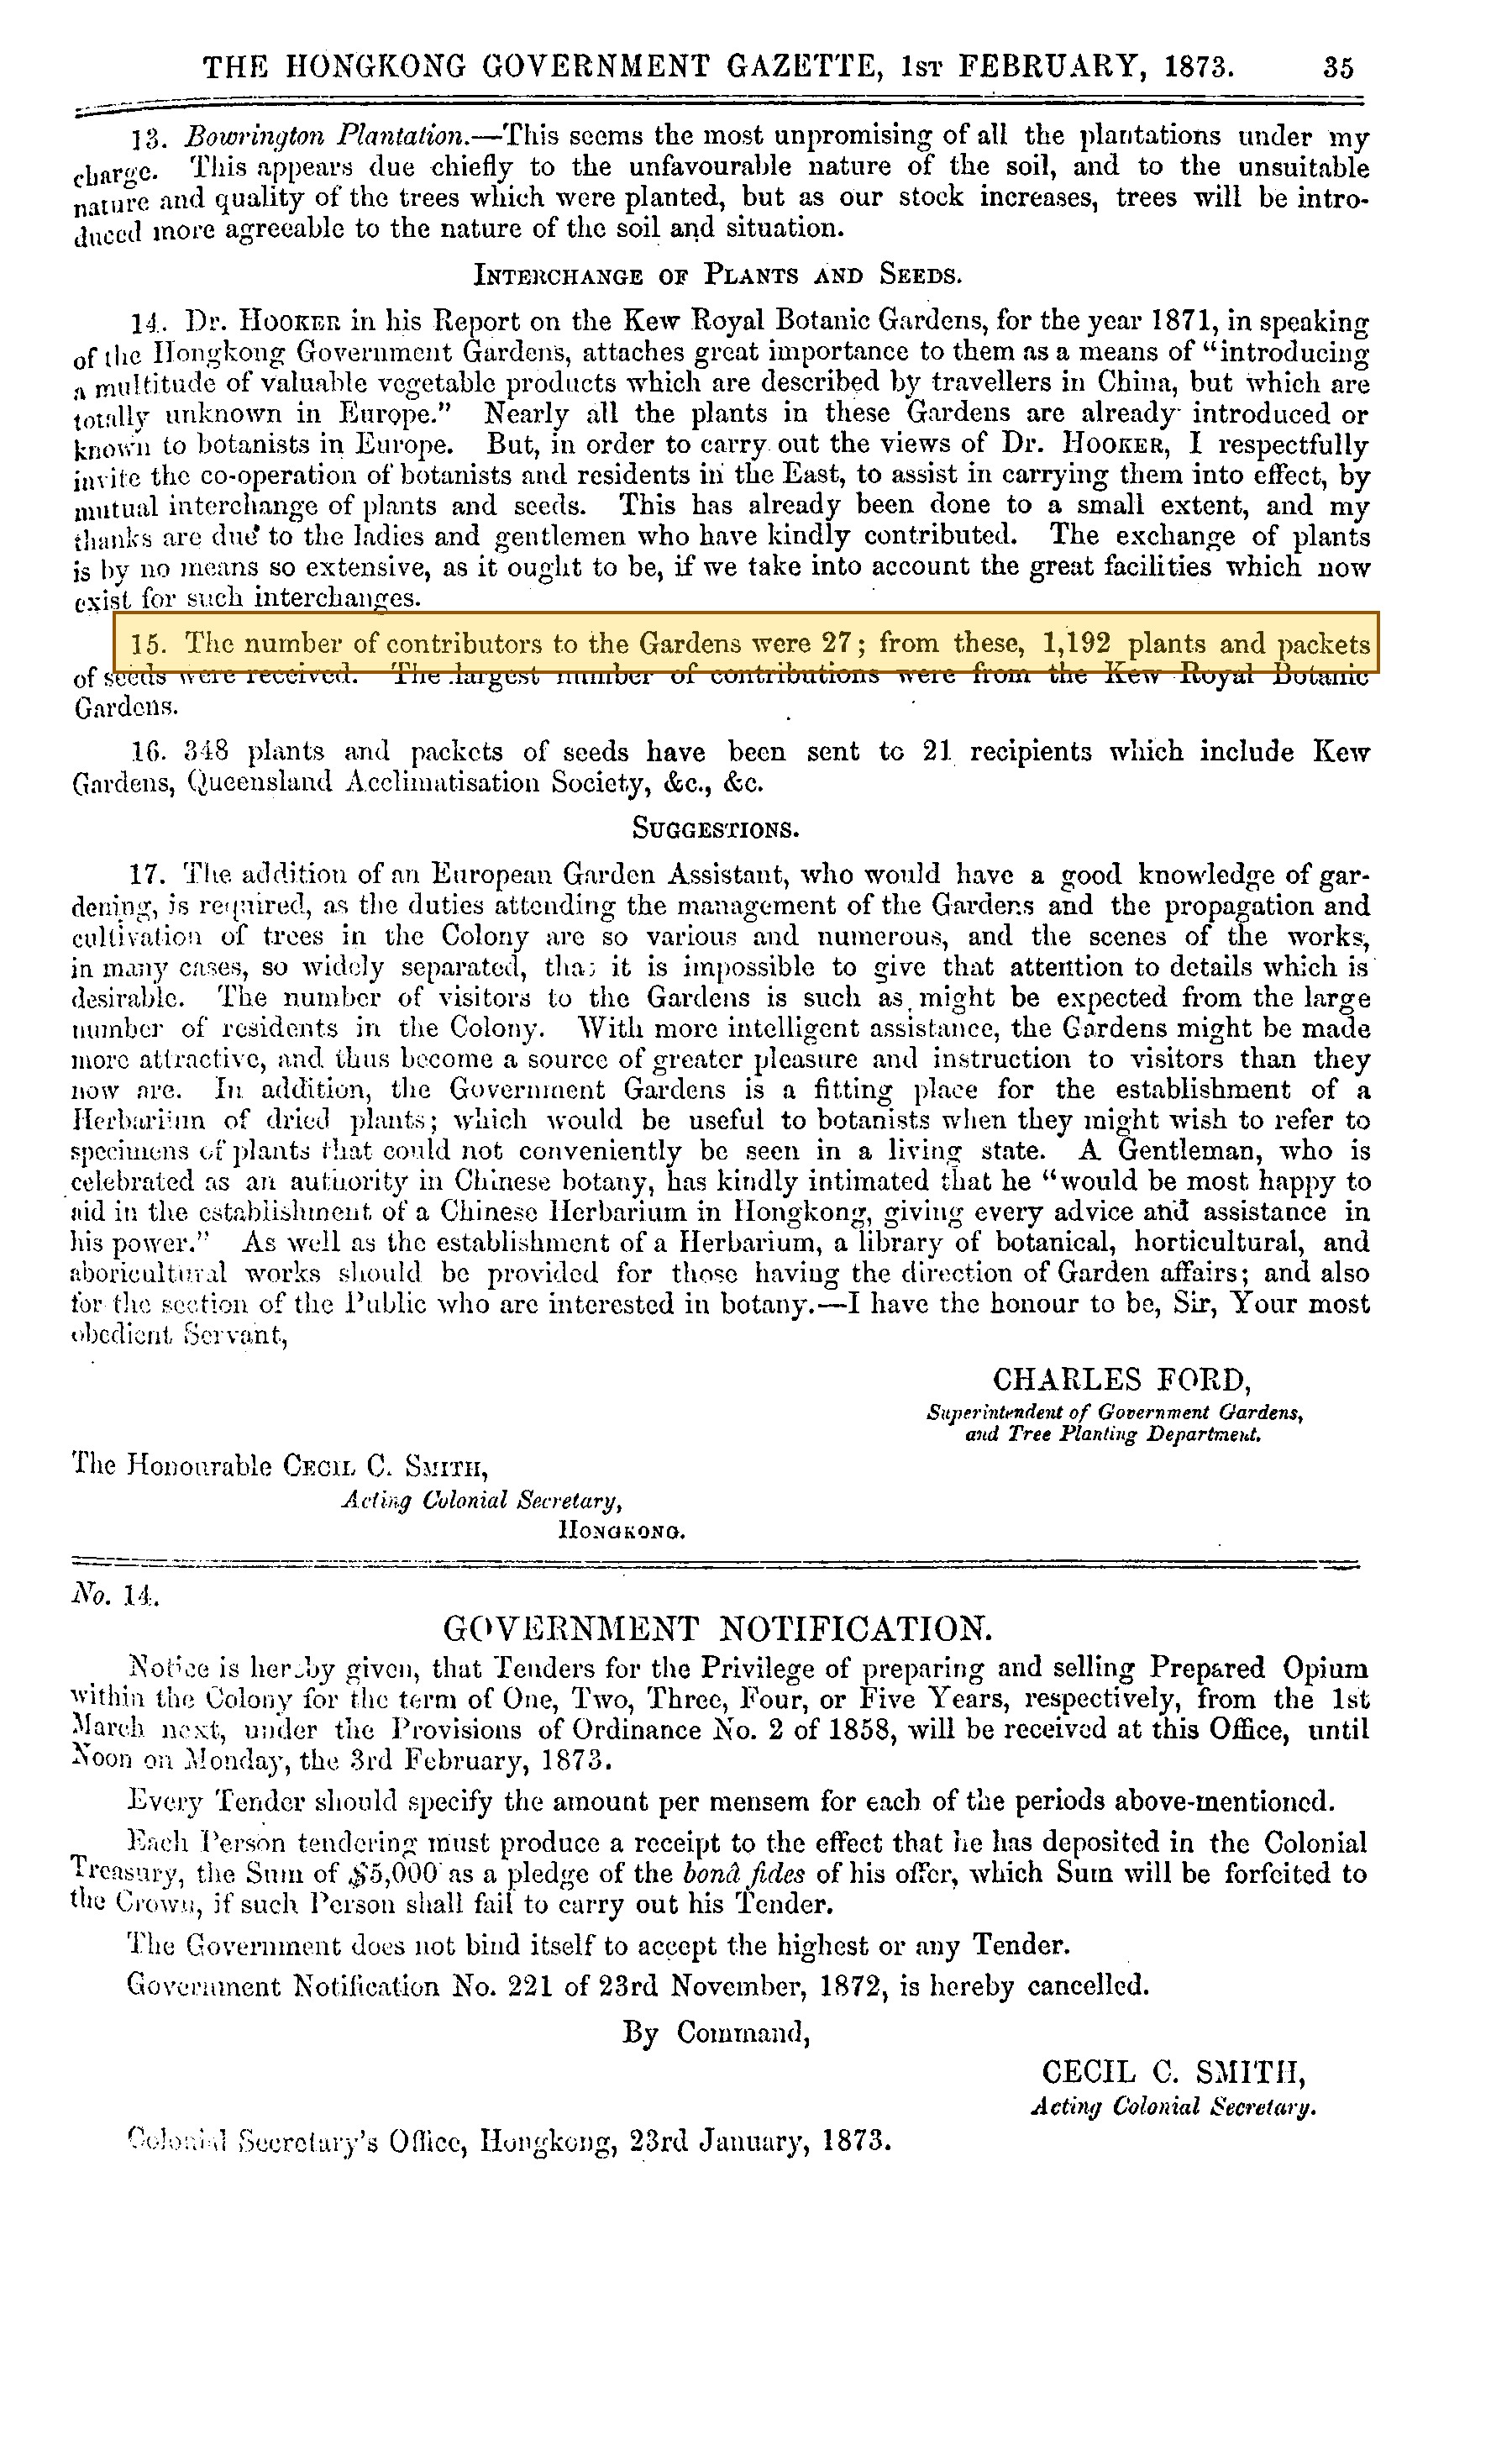 THE HONGKONG GOVERNMENT GAZETTE, 1ST FEBRUARY, 1873. 35
13. Bowrington Plantation.—This seems the most unpromising of all the plantations under my
charge. This appears due chiefly to the unfavourable nature of the soil, and to the unsuitable
nature and quality of the trees which were planted, but as our stock increases, trees will be intro-
duced more agreeable to the nature of the soil and situation.
INTERCHANGE OF PLANTS AND SEEDS.
14. Dr. HOOKER in his Report on the Kew Royal Botanic Gardens, for the year 1871, in speaking
of the Hongkong Government Gardens, attaches great importance to them as a means of "introducing
a multitude of valuable vegetable products which are described by travellers in China, but which are
totally unknown in Europe." Nearly all the plants in these Gardens are already introduced or
known to botanists in Europe. But, in order to carry out the views of Dr. HOOKER, I respectfully
invite the co-operation of botanists and residents in the East, to assist in carrying them into effect, by
mutual interchange of plants and seeds. This has already been done to a small extent, and my
thanks are due to the ladies and gentlemen who have kindly contributed. The exchange of plants
is by no means so extensive, as it ought to be, if we take into account the great facilities which now
exist for such interchanges.
15. The number of contributors to the Gardens were 27; from these, 1,192 plants and packets
of seeds were received. The largest number of contributions were from the Kew Royal Botanic
Gardens.
16. 348 plants and packets of seeds have been sent to 21 recipients which include Kew
Gardens, Queensland Acclimatisation Society, &c., &c.
SUGGESTIONS.
17. The addition of an European Garden Assistant, who would have a good knowledge of gar-
dening, is required, as the duties attending the management of the Gardens and the propagation and
cultivation of trees in the Colony are so various and numerous, and the scenes of the works,
in many cases, so widely separated, that it is impossible to give that attention to details which is
desirable. The number of visitors to the Gardens is such as might be expected from the large
number of residents in the Colony. With more intelligent assistance, the Gardens might be made
more attractive, and thus become a source of greater pleasure and instruction to visitors than they
now are. In addition, the Government Gardens is a fitting place for the establishment of a
Herbarium of dried plants; which would be useful to botanists when they might wish to refer to
specimens of plants that could not conveniently be seen in a living state. A Gentleman, who is
celebrated as an authority in Chinese botany, has kindly intimated that he "would be most happy to
aid in the establishment of a Chinese Herbarium in Hongkong, giving every advice and assistance in
his power." As well as the establishment of a Herbarium, a library of botanical, horticultural, and
aboricultural works should be provided for those having the direction of Garden affairs; and also
for the section of the Public who are interested in botany.—I have the honour to be, Sir, Your most
obedient Servant,
CHARLES FORD,
Superintendent of Government Gardens,
and Tree Planting Department.
The Honourable CECIL C. SMITH,
Acting Colonial Secretary,
HONGKONG.
No. 14.
GOVERNMENT NOTIFICATION.
Notice is hereby given, that Tenders for the Privilege of preparing and selling Prepared Opium
within the Colony for the term of One, Two, Three, Four, or Five Years, respectively, from the 1st
March next, under the Provisions of Ordinance No. 2 of 1858, will be received at this Office, until
Noon on Monday, the 3rd February, 1873.
Every Tender should specify the amount per mensem for each of the periods above-mentioned.
Each Person tendering must produce a receipt to the effect that he has deposited in the Colonial
Treasury, the Sum of $5,000 as a pledge of the bonâ fides of his offer, which Sum will be forfeited to
the Crown, if such Person shall fail to carry out his Tender.
The Government does not bind itself to accept the highest or any Tender.
Government Notification No. 221 of 23rd November, 1872, is hereby cancelled.
By Command,
CECIL C. SMITH,
Acting Colonial Secretary.
Colonial Secretary's Office, Hongkong, 23rd January, 1873.